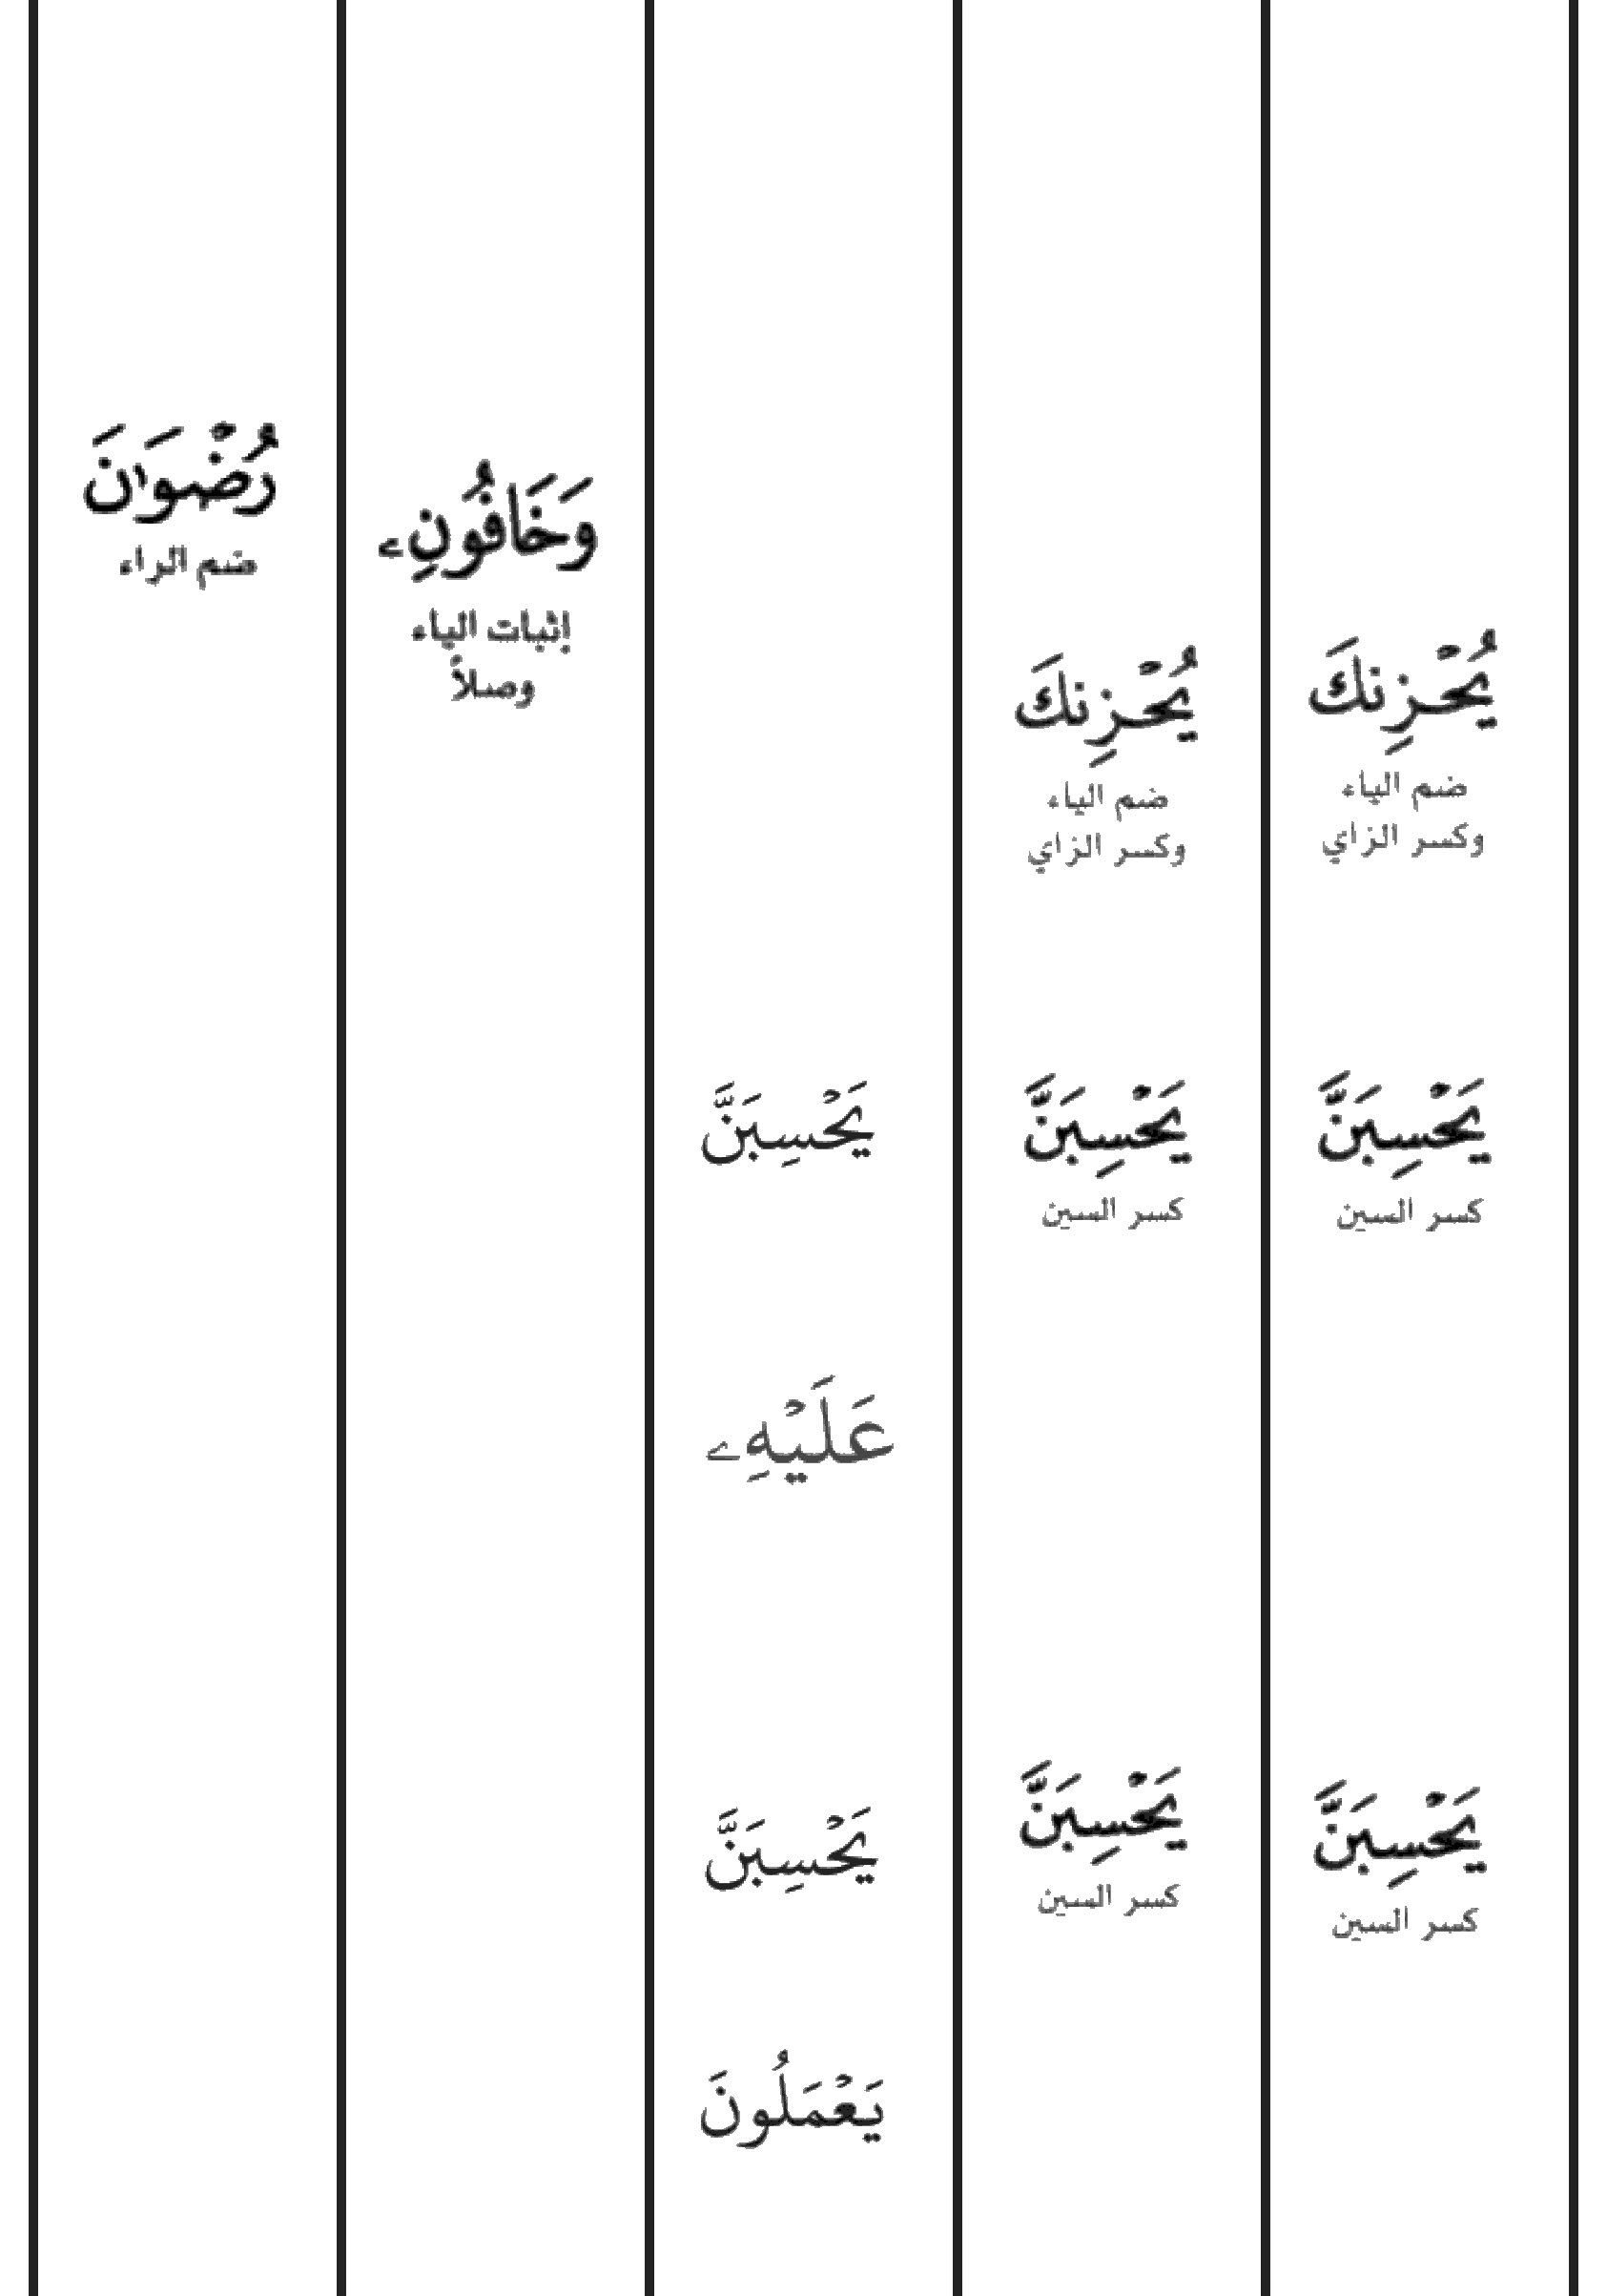 يُحْزِنكَ
ضم الياء
وكسر الزاي
يَحْسِبَنَّ
كسر السين
يَحْسِبَنَّ
كسر السين
يُحْزِنكَ
ضم الياء
وكسر الزاي
يَحْسِبَنَّ
كسر السين
يَحْسِبَنَّ
كسر السين
يَحْسِبَنَّ
عَلَيْهِۦ
يَحْسِبَنَّ
يَعْمَلُونَ
وَخَافُونِۦ
إثبات الياء
وصلاً
رُضْوَٰنَ
ضم الراء